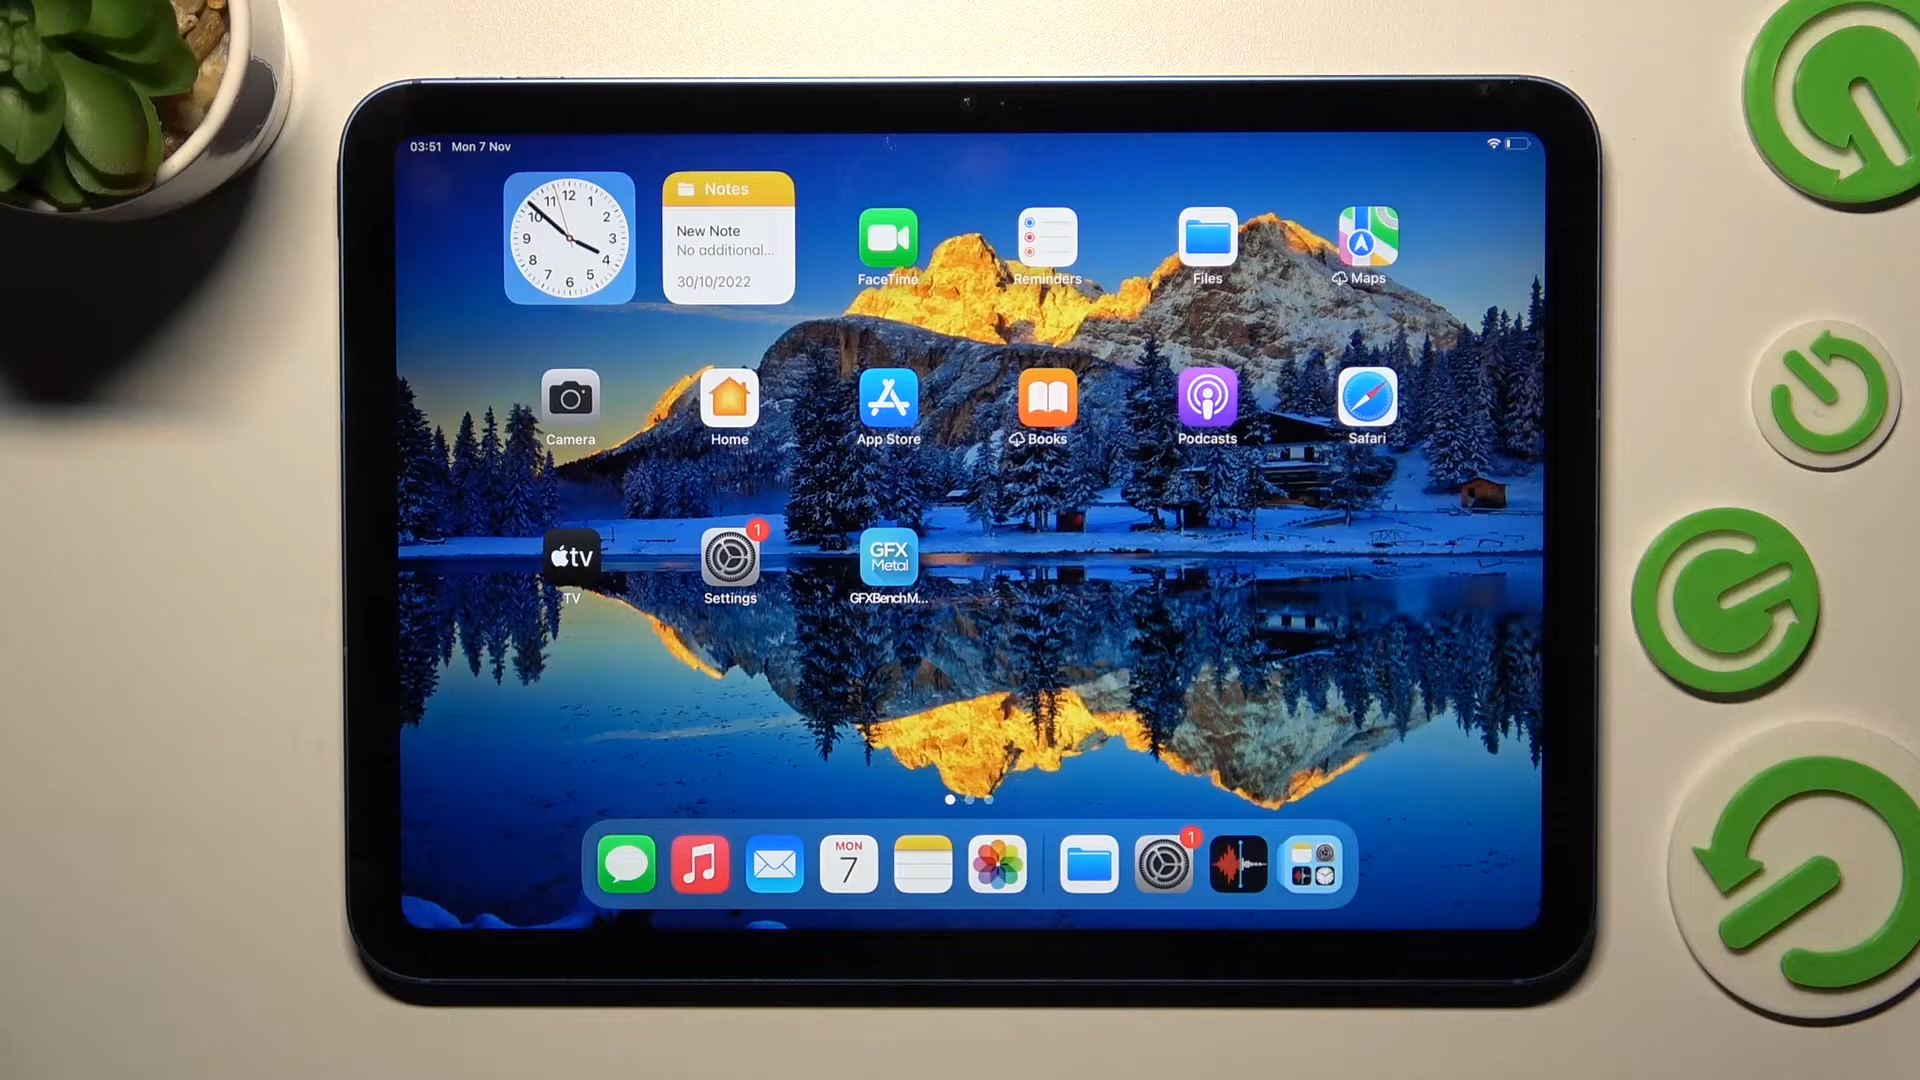 03:51 Mon 7 Nov
12
11 1
10 2
9 3
8 4
7 5
6
Notes
New Note
No additional...
30/10/2022
FaceTime
Reminders
Files
Maps
Camera
Home
App Store
Books
Podcasts
Safari
tv
1
GFX
Metal
TV
Settings
GFXBench M...
MON
7
1